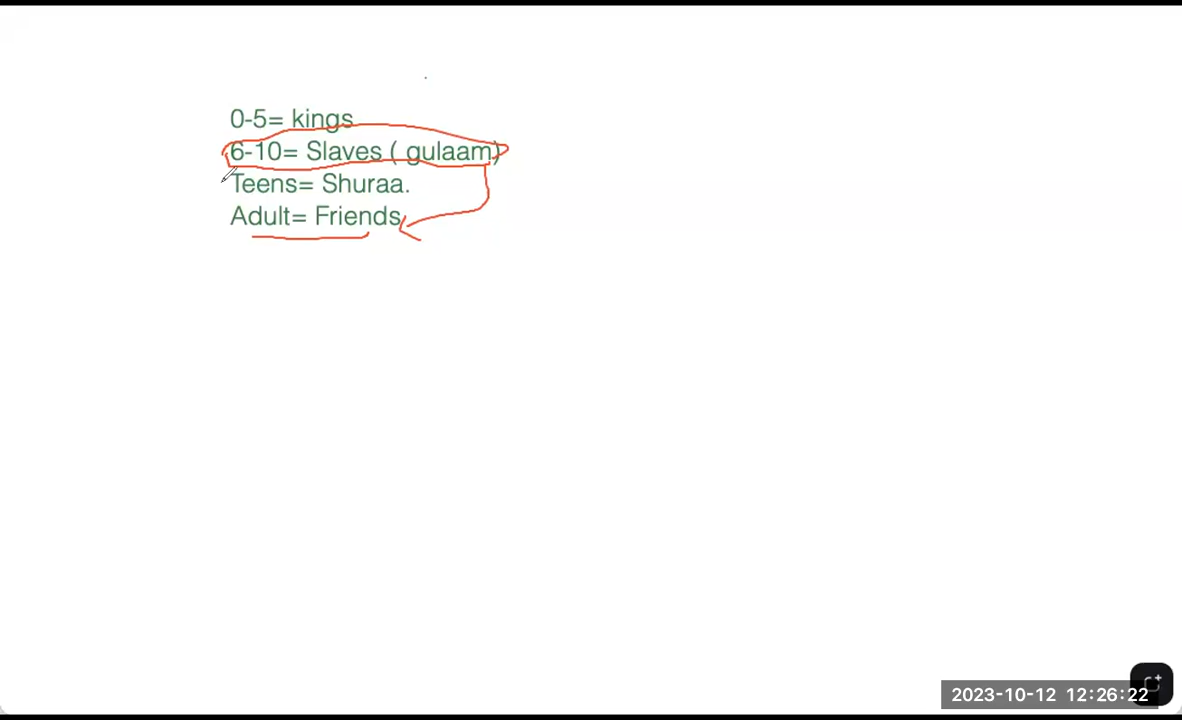 0-5= kings
6-10= Slaves ( gulaam)
Teens= Shuraa.
Adult= Friends
2023-10-12 12:26:22